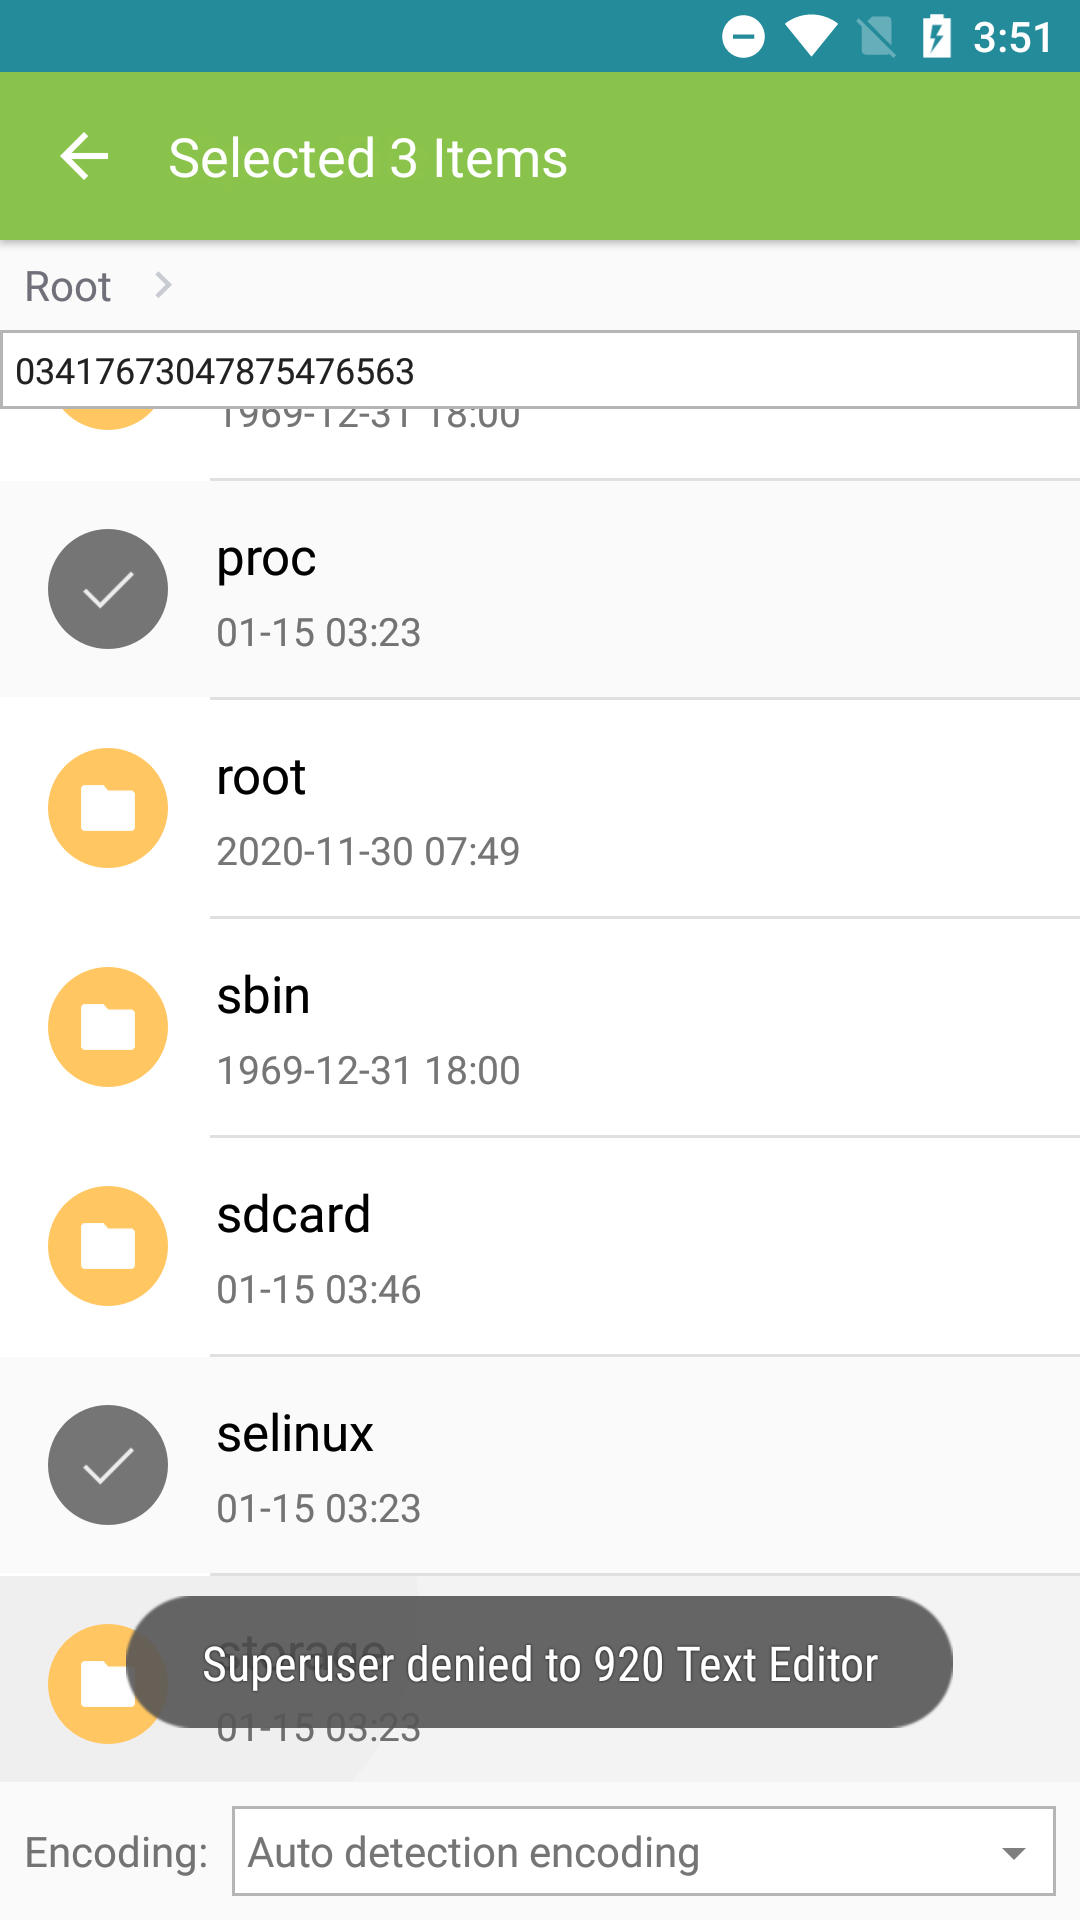 3:51
Selected 3 Items
Root
03417673047875476563
1969-12-31 18:00
proc
01-15 03:23
root
2020-11-30 07:49
sbin
1969-12-31 18:00
sdcard
01-15 03:46
selinux
01-15 03:23
storage
Superuser denied to 920 Text Editor
01-15 03:23
Encoding: Auto detection encoding